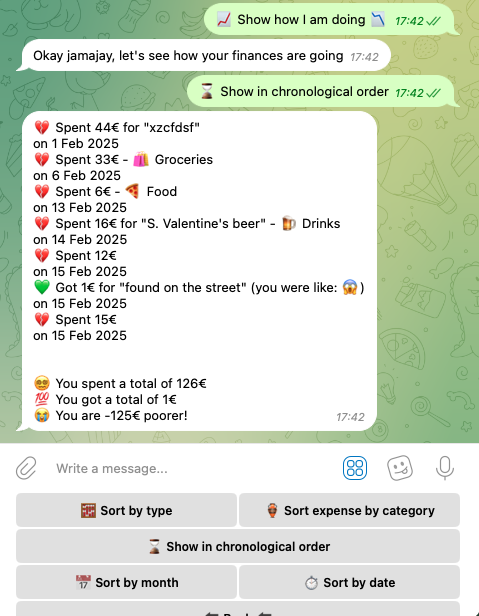 📈 Show how I am doing 📉 17:42
Okay jamajay, let's see how your finances are going 17:42
⏳ Show in chronological order 17:42
💔 Spent 44€ for "xzcfdsf"
on 1 Feb 2025
💔 Spent 33€ - 🛍️ Groceries
on 6 Feb 2025
💔 Spent 6€ - 🍕 Food
on 13 Feb 2025
💔 Spent 16€ for "S. Valentine's beer" - 🍺 Drinks
on 14 Feb 2025
💔 Spent 12€
on 15 Feb 2025
💚 Got 1€ for "found on the street" (you were like: 😱)
on 15 Feb 2025
💔 Spent 15€
on 15 Feb 2025
😵‍💫 You spent a total of 126€
💯 You got a total of 1€
😭 You are -125€ poorer!
17:42
Write a message...
Sort by type
Sort expense by category
⏳ Show in chronological order
📅 Sort by month
⏱️ Sort by date